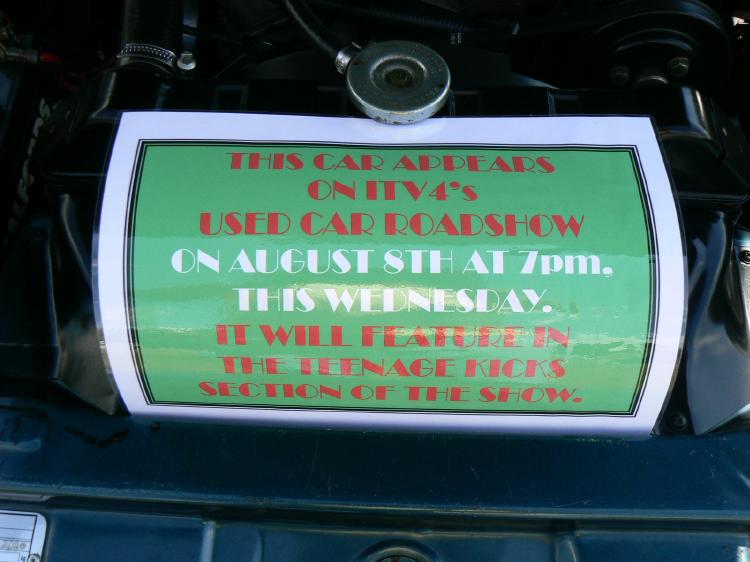 THIS CAR APPEARS
ON ITV4's
USED CAR ROADSHOW
ON AUGUST 8TH AT 7pm,
THIS WEDNESDAY.
IT WILL FEATURE IN
THE TEENAGE KICKS
SECTION OF THE SHOW.